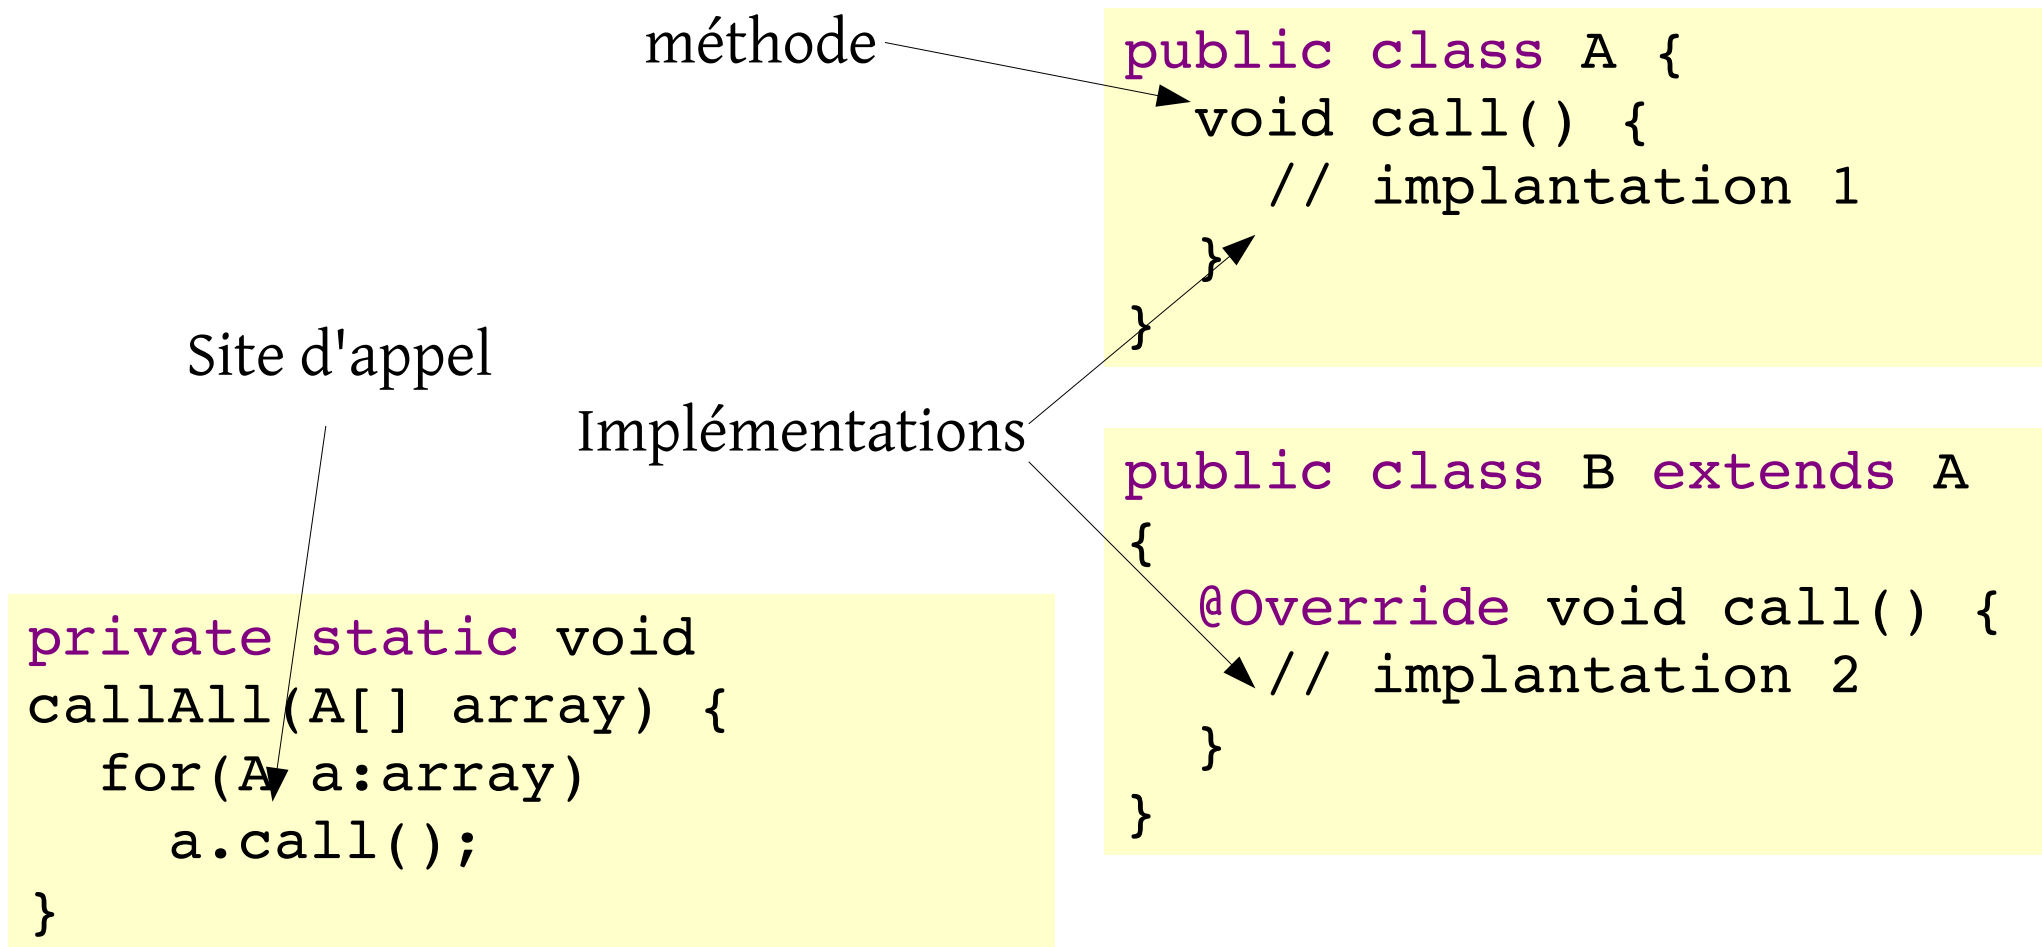 méthode
public class A {
void call() {
// implantation 1
}
}
Site d'appel
Implémentations
public class B extends A
{
@Override void call() {
// implantation 2
}
}
private static void
callAll(A[] array) {
for(A a:array)
a.call();
}